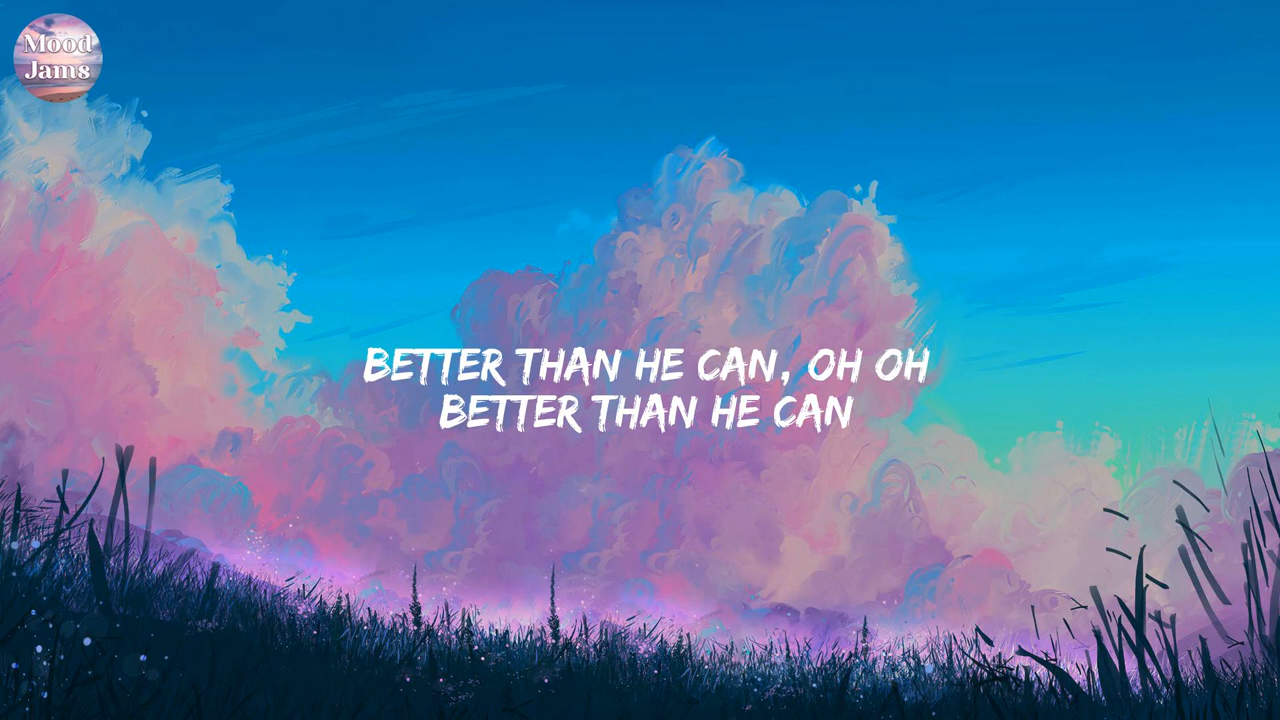 Mood
Jams
BETTER THAN HE CAN, OH OH
BETTER THAN HE CAN